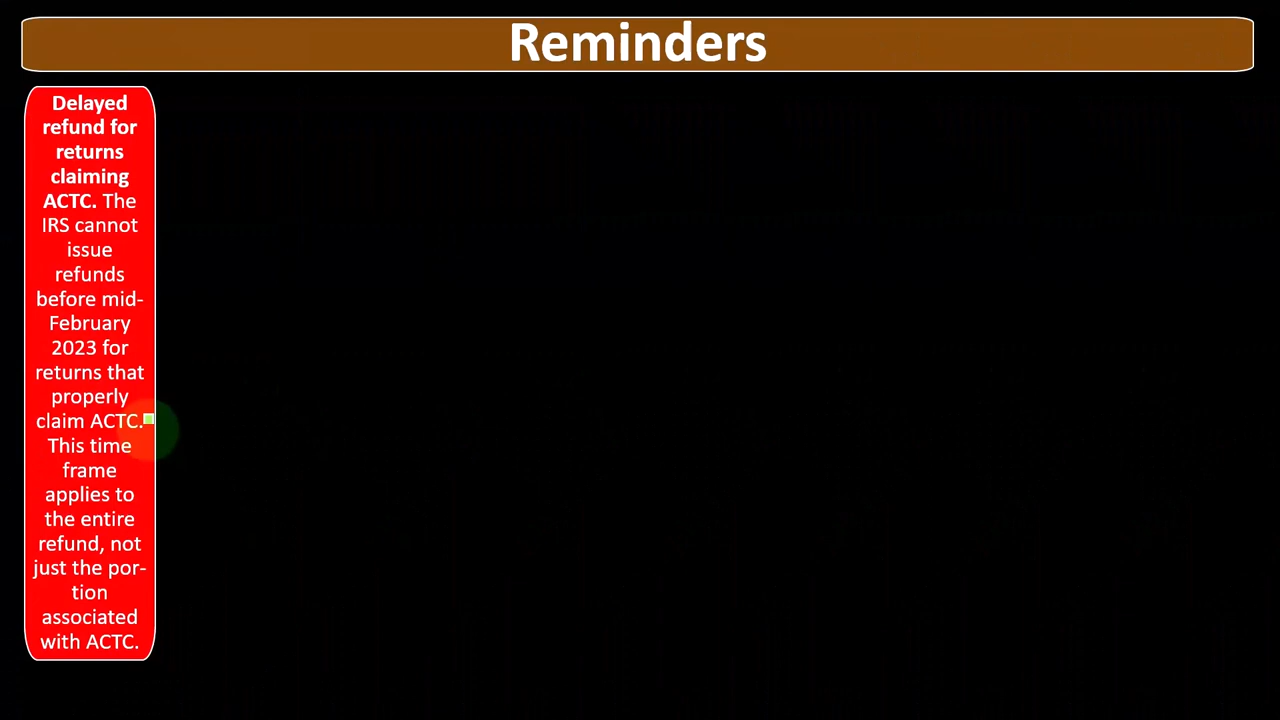 Reminders
Delayed
refund for
returns
claiming
ACTC. The
IRS cannot
issue
refunds
before mid-
February
2023 for
returns that
properly
claim ACTC.
This time
frame
applies to
the entire
refund, not
just the por-
tion
associated
with ACTC.